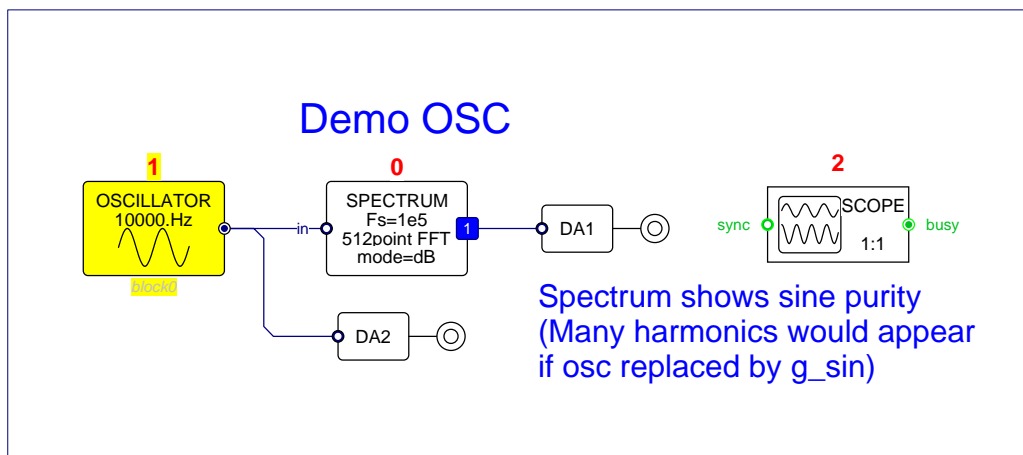 Demo OSC
1
OSCILLATOR
10000.Hz
block0
0
SPECTRUM
Fs=1e5
512point FFT
mode=dB
in
1
DA1
DA2
2
SCOPE
1:1
sync
busy
Spectrum shows sine purity
(Many harmonics would appear
if osc replaced by g_sin)